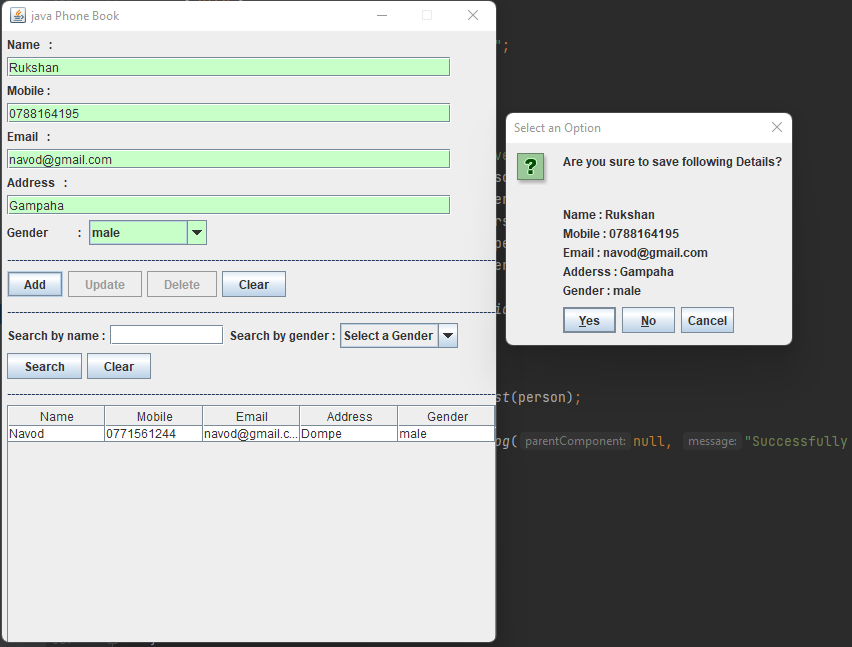 java Phone Book
Name :
Rukshan
Mobile :
0788164195
Email :
navod@gmail.com
Address :
Gampaha
Gender : male
Add Update Delete Clear
Search by name : Search by gender : Select a Gender
Search Clear
Name Mobile Email Address Gender
Navod 0771561244 navod@gmail.c... Dompe male
Select an Option
Are you sure to save following Details?
Name : Rukshan
Mobile : 0788164195
Email : navod@gmail.com
Adderss : Gampaha
Gender : male
Yes No Cancel
";
st(person);
og( parentComponent: null, message: "Successfully